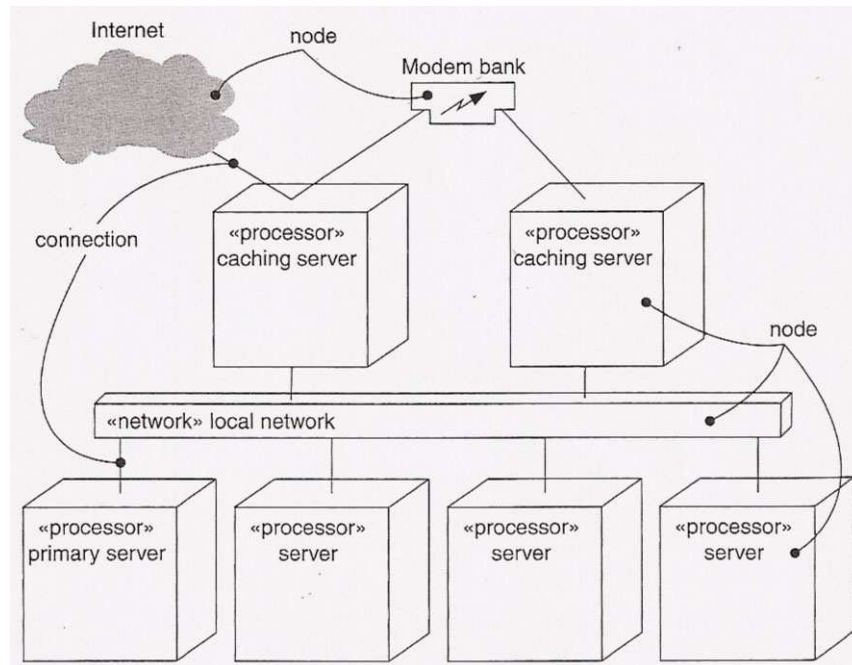 Internet
node
Modem bank
connection
«processor»
caching server
«processor»
caching server
node
«network» local network
«processor»
primary server
«processor»
server
«processor»
server
«processor»
server